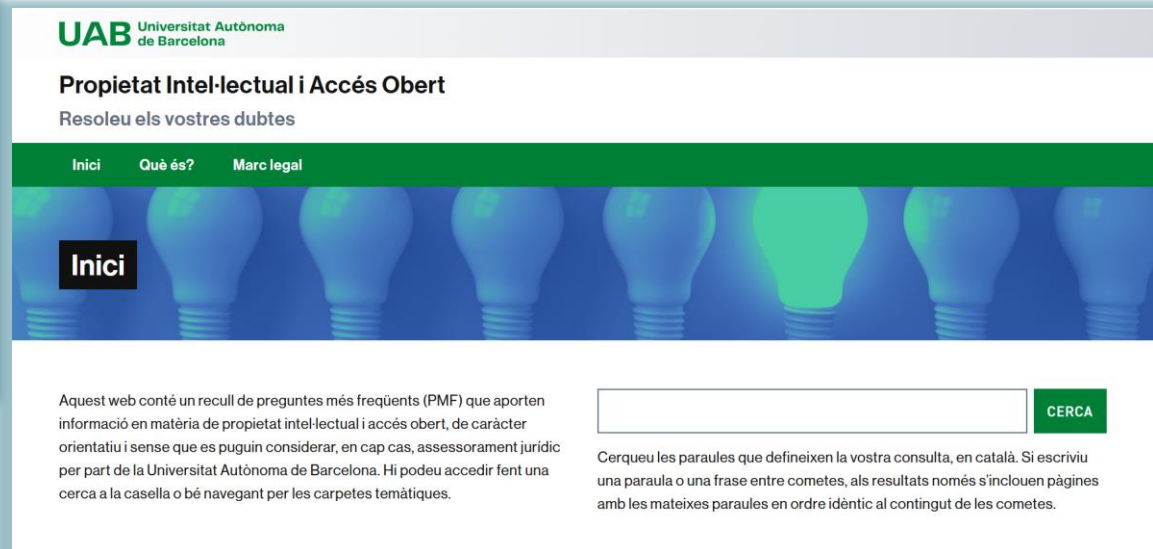 UAB Universitat Autònoma
de Barcelona
Propietat Intel·lectual i Accés Obert
Resoleu els vostres dubtes
Inici Què és? Marc legal
Inici
Aquest web conté un recull de preguntes més freqüents (PMF) que aporten
informació en matèria de propietat intel·lectual i accés obert, de caràcter
orientatiu i sense que es puguin considerar, en cap cas, assessorament jurídic
per part de la Universitat Autònoma de Barcelona. Hi podeu accedir fent una
cerca a la casella o bé navegant per les carpetes temàtiques.
CERCA
Cerqueu les paraules que defineixen la vostra consulta, en català. Si escriviu
una paraula o una frase entre cometes, als resultats només s'inclouen pàgines
amb les mateixes paraules en ordre idèntic al contingut de les cometes.